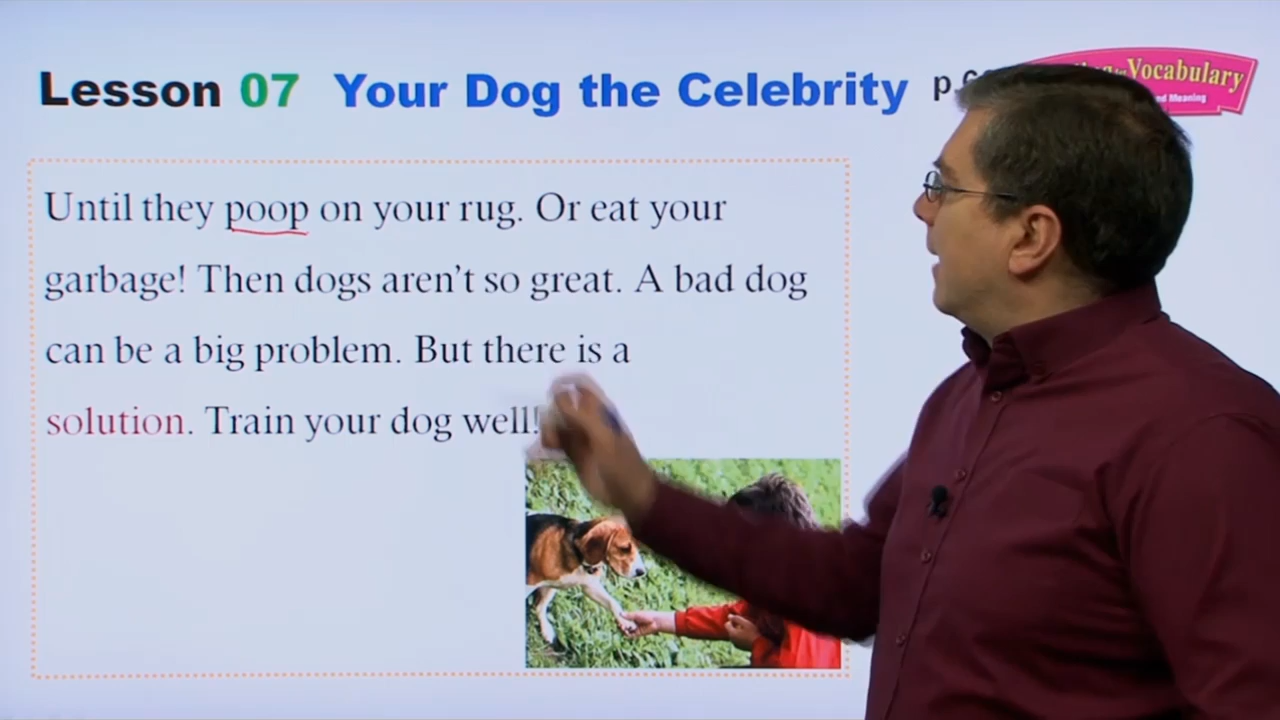 Lesson 07 Your Dog the Celebrity
Vocabulary
Until they poop on your rug. Or eat your
garbage! Then dogs aren't so great. A bad dog
can be a big problem. But there is a
solution. Train your dog well!